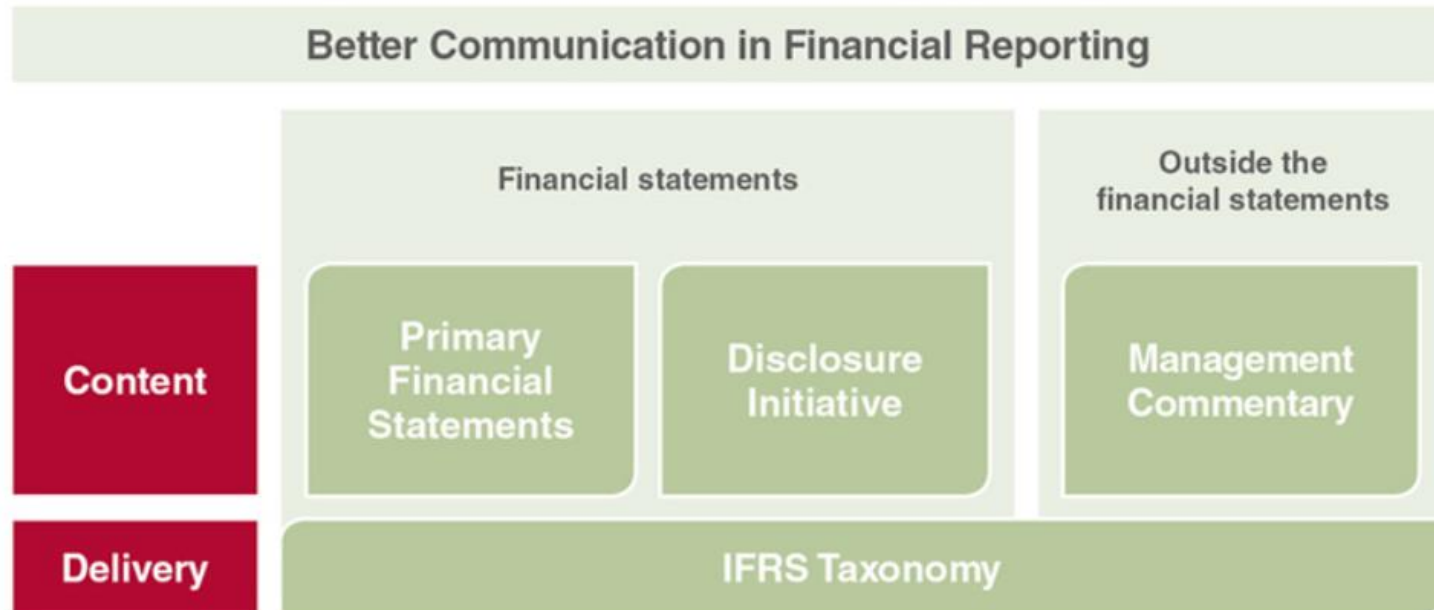 Better Communication in Financial Reporting
Financial statements
Outside the
financial statements
Content
Primary
Financial
Statements
Disclosure
Initiative
Management
Commentary
Delivery
IFRS Taxonomy